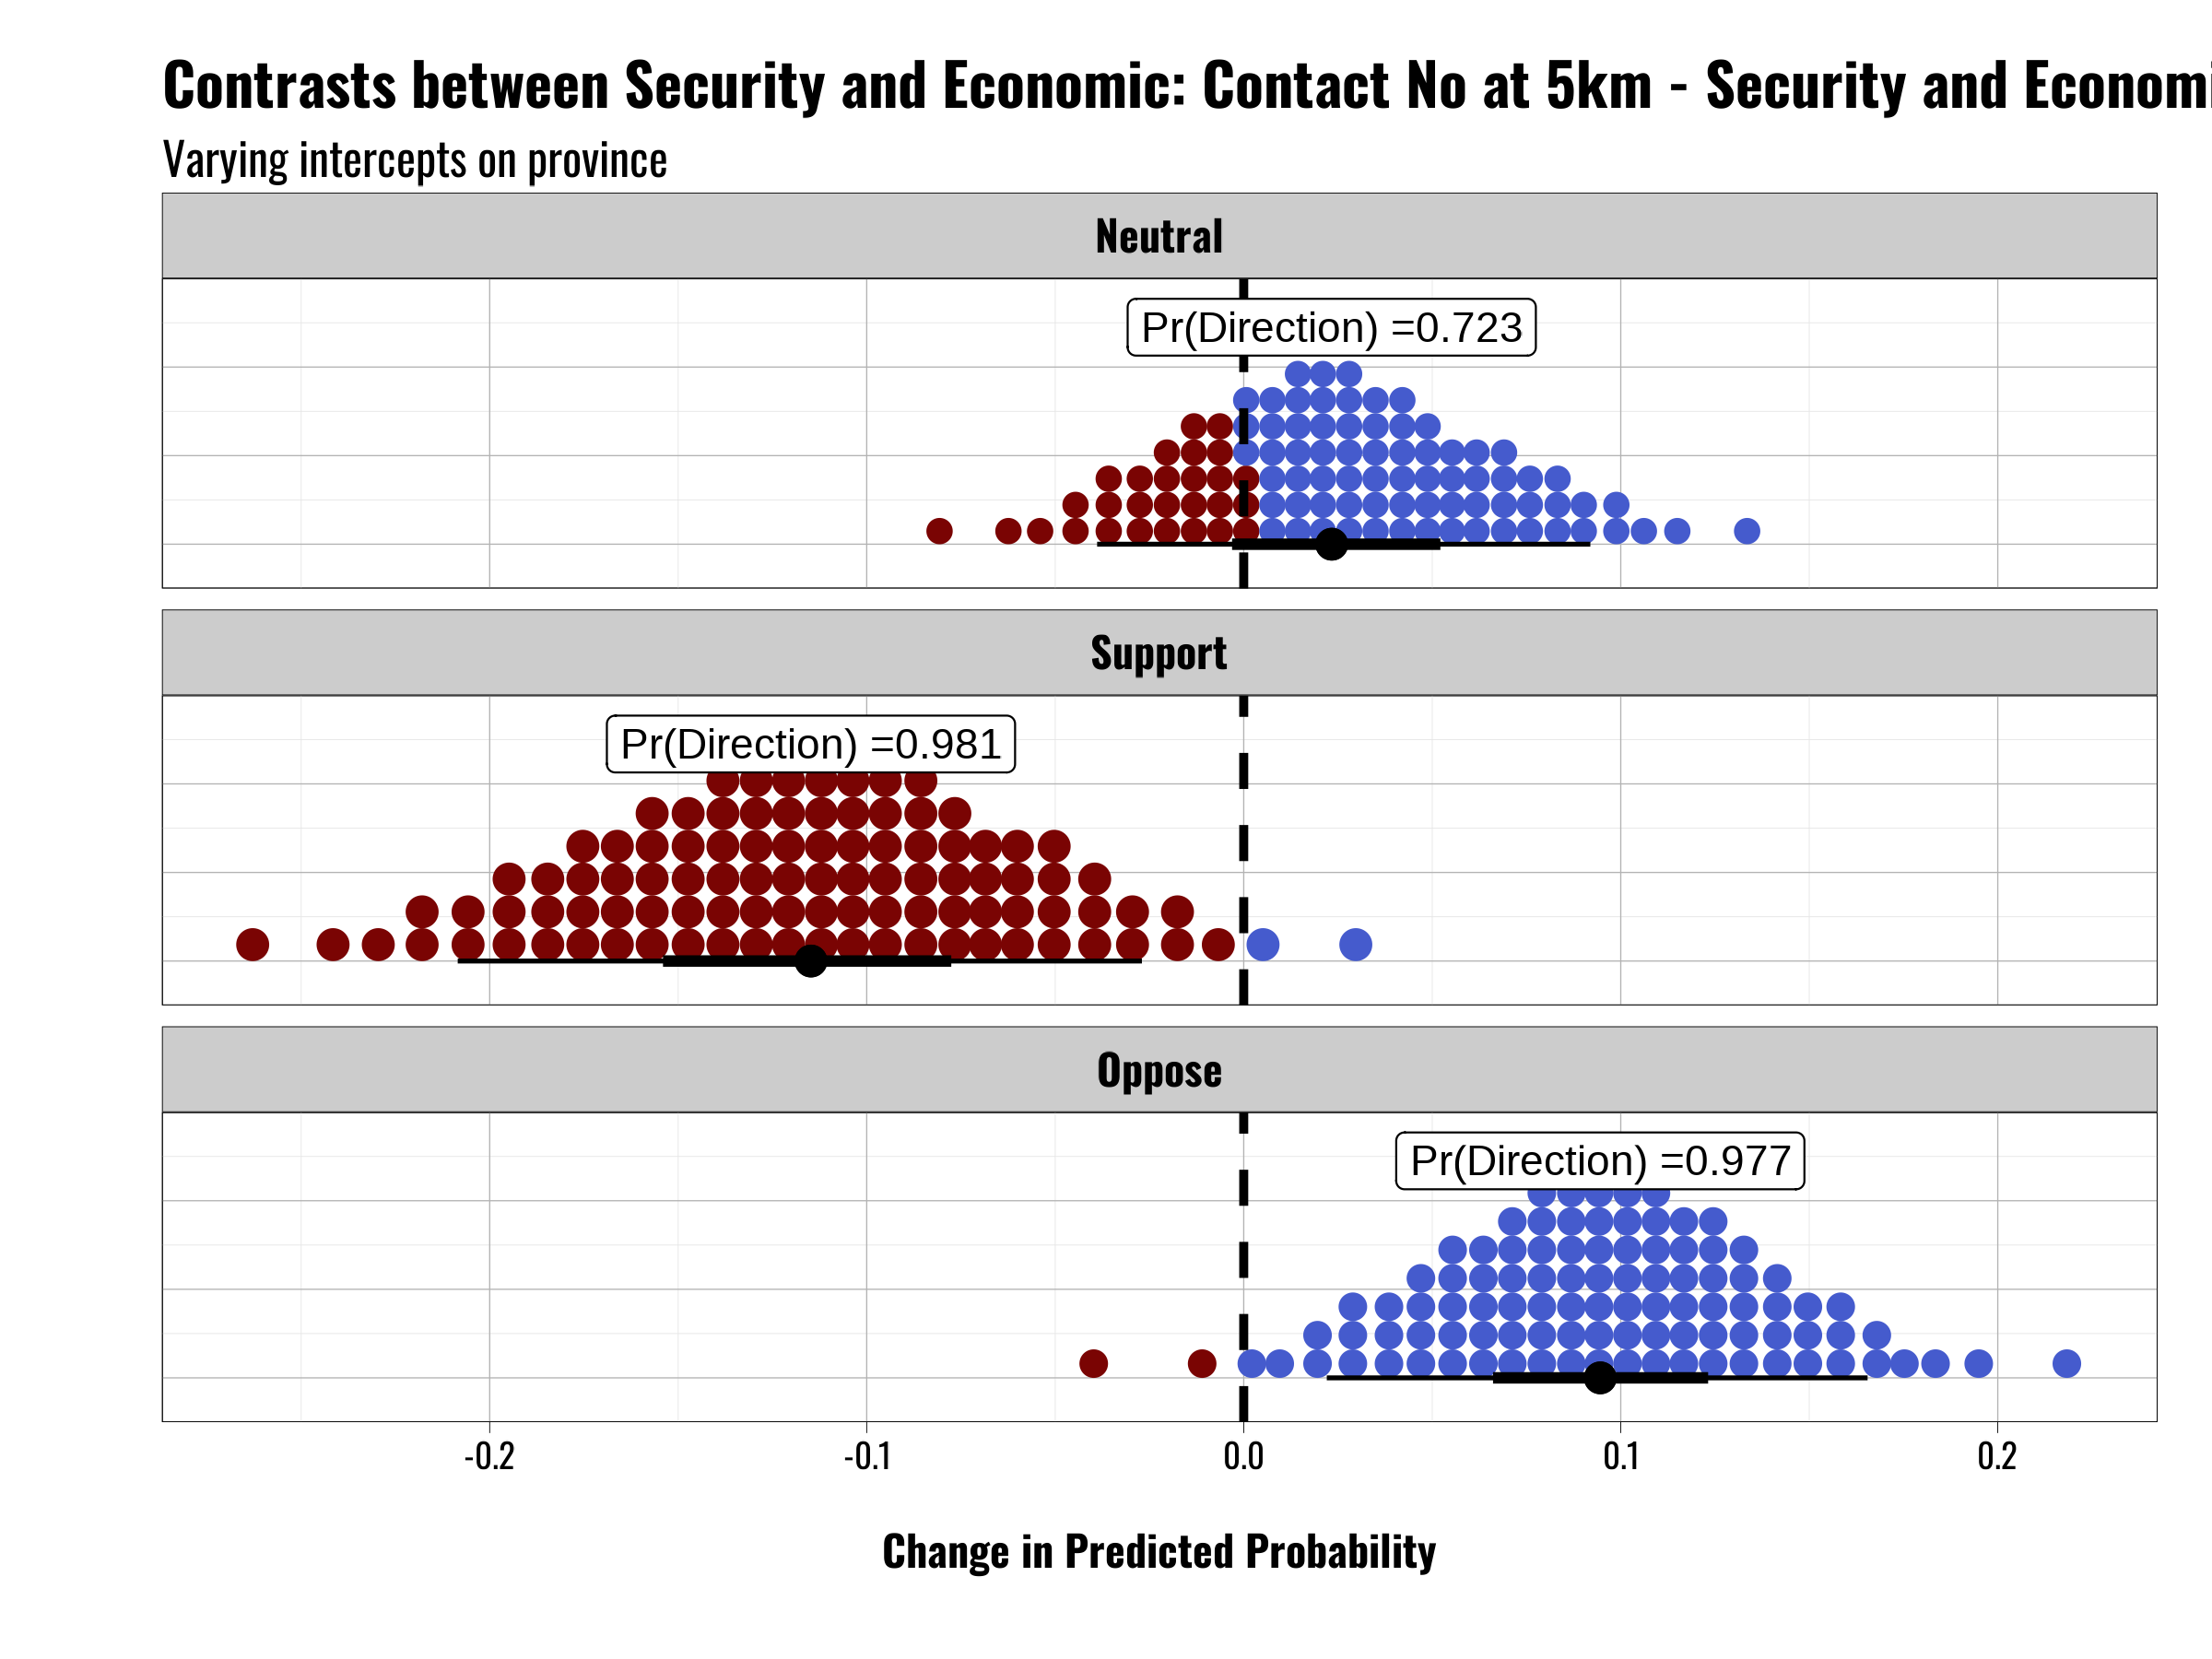 Contrasts between Security and Economic: Contact No at 5km - Security and
Varying intercepts on province
Neutral
Pr(Direction) =0.723
Support
Pr(Direction) =0.981
Oppose
Pr(Direction) =0.977
-0.2 -0.1 0.0 0.1 0.2
Change in Predicted Probability